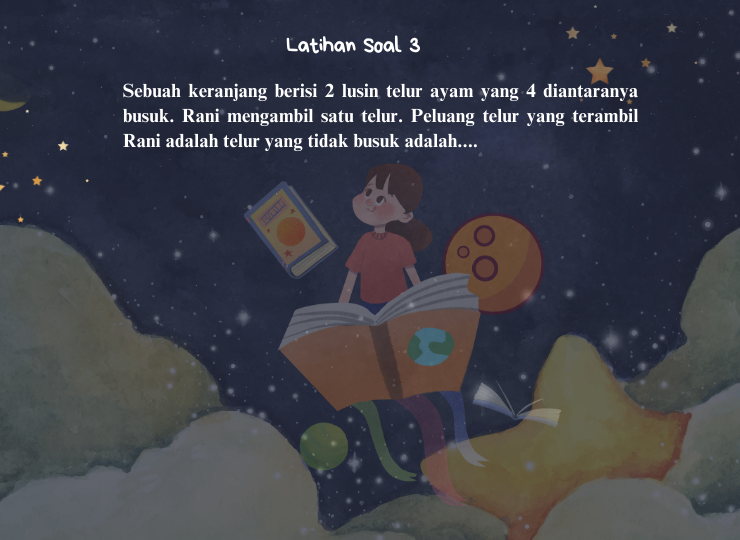 Latihan Soal 3
Sebuah keranjang berisi 2 lusin telur ayam yang 4 diantaranya
busuk. Rani mengambil satu telur. Peluang telur yang terambil
Rani adalah telur yang tidak busuk adalah....